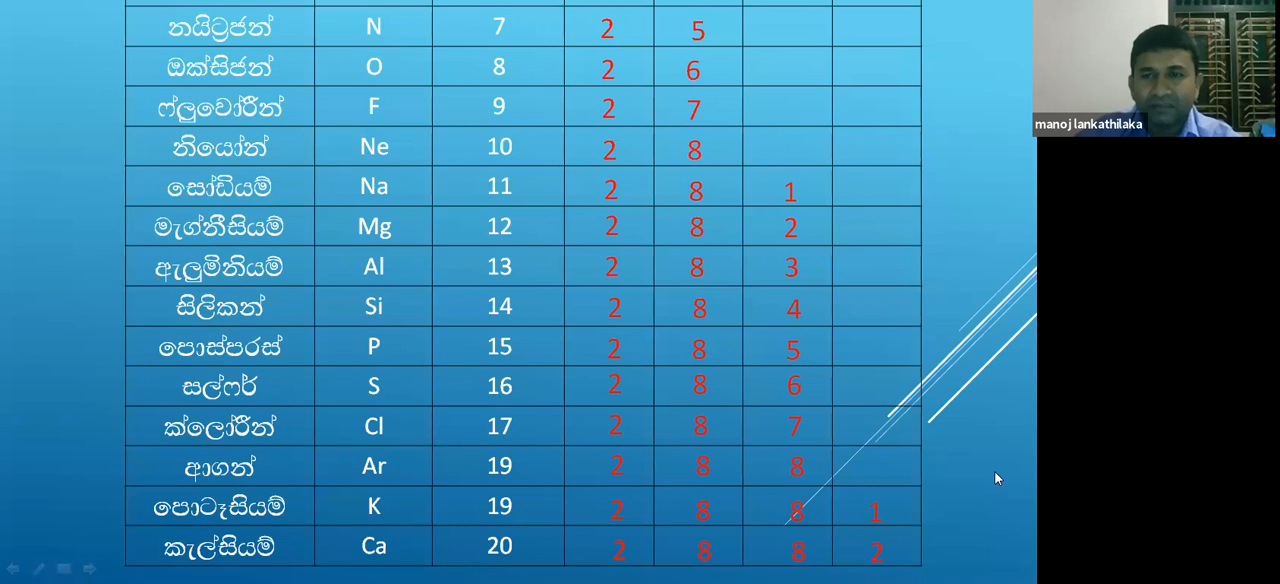 නයිට්‍රජන් N 7 2 5
manoj lankathilaka
ඔක්සිජන් O 8 2 6
ෆ්ලුවෝරීන් F 9 2 7
නියෝන් Ne 10 2 8
සෝඩියම් Na 11 2 8 1
මැග්නීසියම් Mg 12 2 8 2
ඇලුමිනියම් Al 13 2 8 3
සිලිකන් Si 14 2 8 4
පොස්පරස් P 15 2 8 5
සල්ෆර් S 16 2 8 6
ක්ලෝරීන් Cl 17 2 8 7
ආගන් Ar 19 2 8 8
පොටෑසියම් K 19 2 8 8 1
කැල්සියම් Ca 20 2 8 8 2